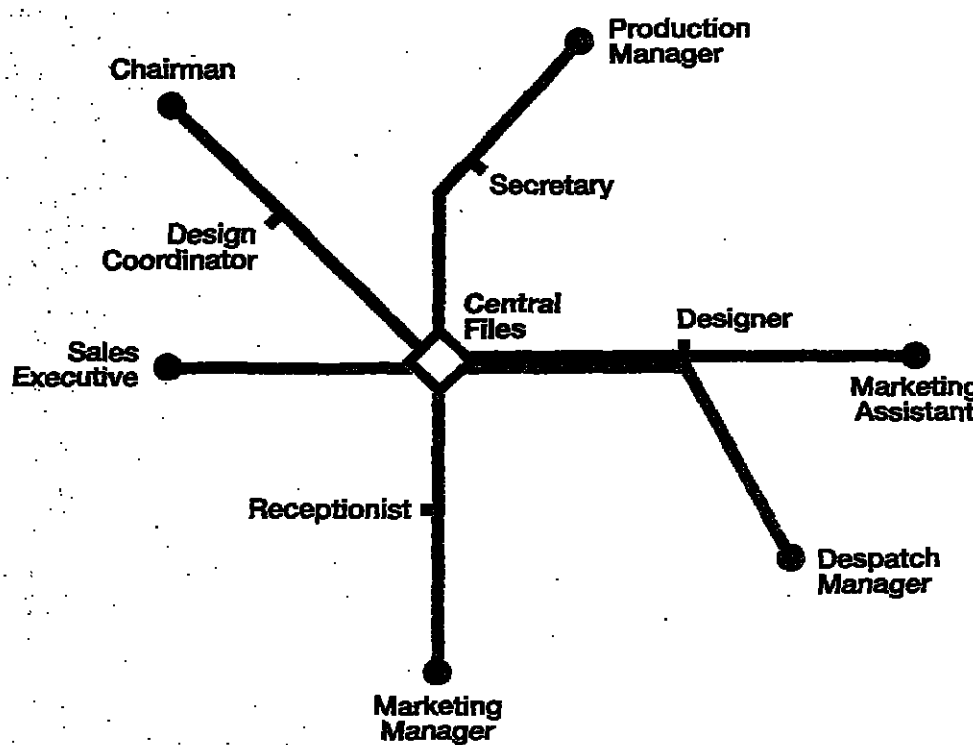 Production
Manager
Chairman
Secretary
Design
Coordinator
Central
Files
Designer
Sales
Executive
Marketing
Assistant
Receptionist
Despatch
Manager
Marketing
Manager